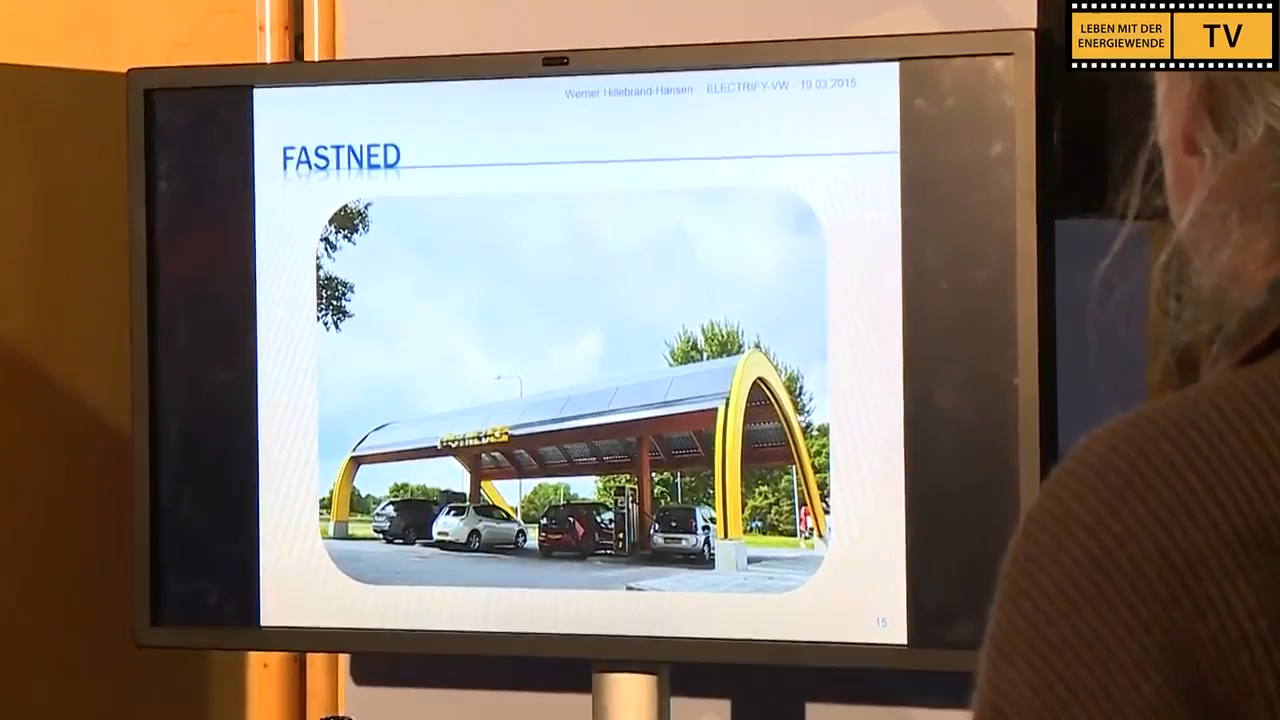 LEBEN MIT DER
ENERGIEWENDE
TV
Werner Hillebrand-Hansen ELECTRIFY-VW - 19.03.2015
FASTNED
FASTNED
15